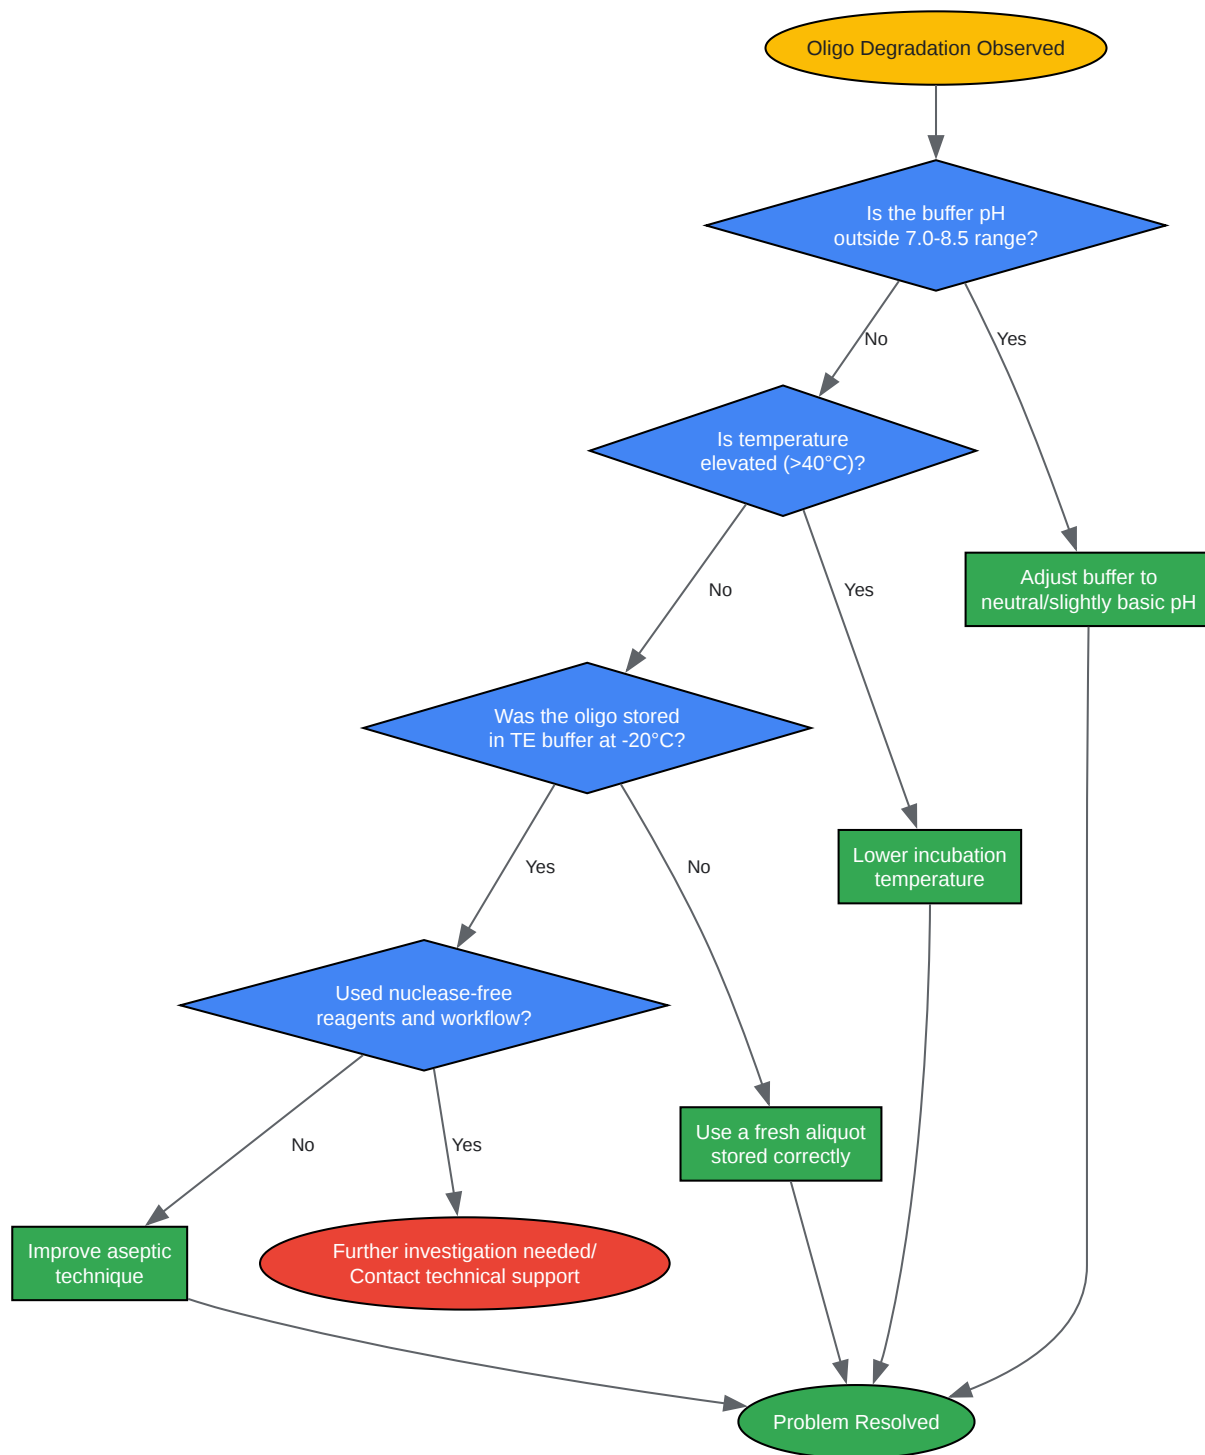 Oligo Degradation Observed
Is the buffer pH
outside 7.0-8.5 range?
No
Yes
Is temperature
elevated (>40°C)?
No
Yes
Adjust buffer to
neutral/slightly basic pH
Was the oligo stored
in TE buffer at -20°C?
Yes
No
Lower incubation
temperature
Used nuclease-free
reagents and workflow?
No
Yes
Use a fresh aliquot
stored correctly
Improve aseptic
technique
Further investigation needed/
Contact technical support
Problem Resolved